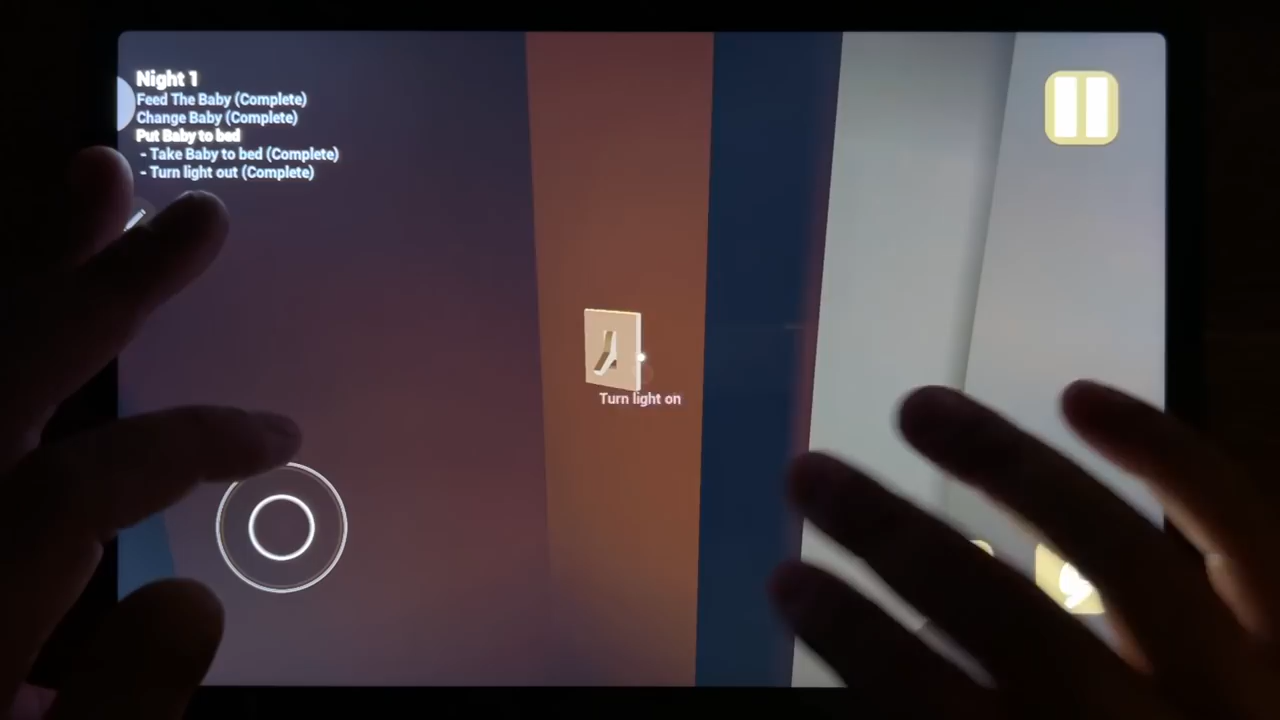 Night 1
Feed The Baby (Complete)
Change Baby (Complete)
Put Baby to bed
- Take Baby to bed (Complete)
- Turn light out (Complete)
Turn light on